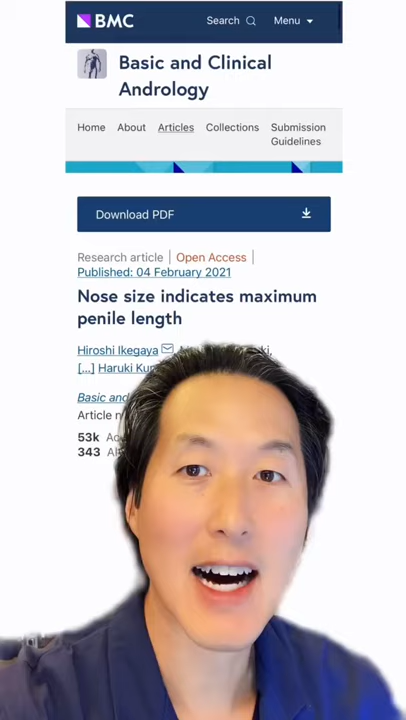 BMC Search Menu
Basic and Clinical
Andrology
Home About Articles Collections Submission
Guidelines
Download PDF
Research article | Open Access |
Published: 04 February 2021
Nose size indicates maximum
penile length
Hiroshi Ikegaya
[...] Haruki
Basic and
Article
53k
343